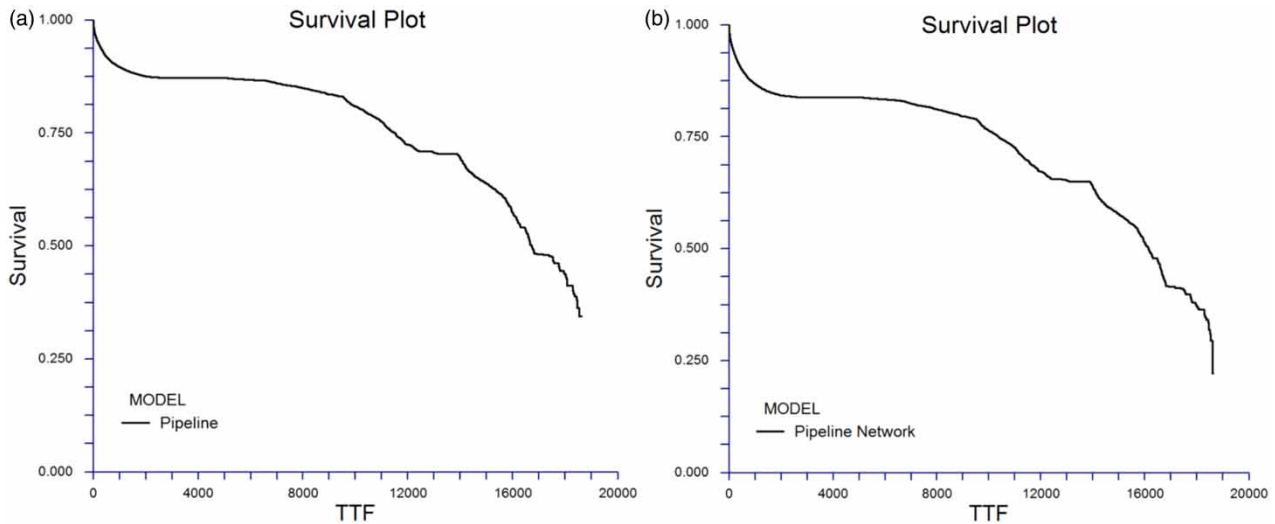 (a)
Survival Plot
1.000
0.750
0.500
0.250
0.000
Survival
MODEL
Pipeline
0 4000 8000 12000 16000 20000
TTF
(b)
Survival Plot
1.000
0.750
0.500
0.250
0.000
Survival
MODEL
Pipeline Network
0 4000 8000 12000 16000 20000
TTF